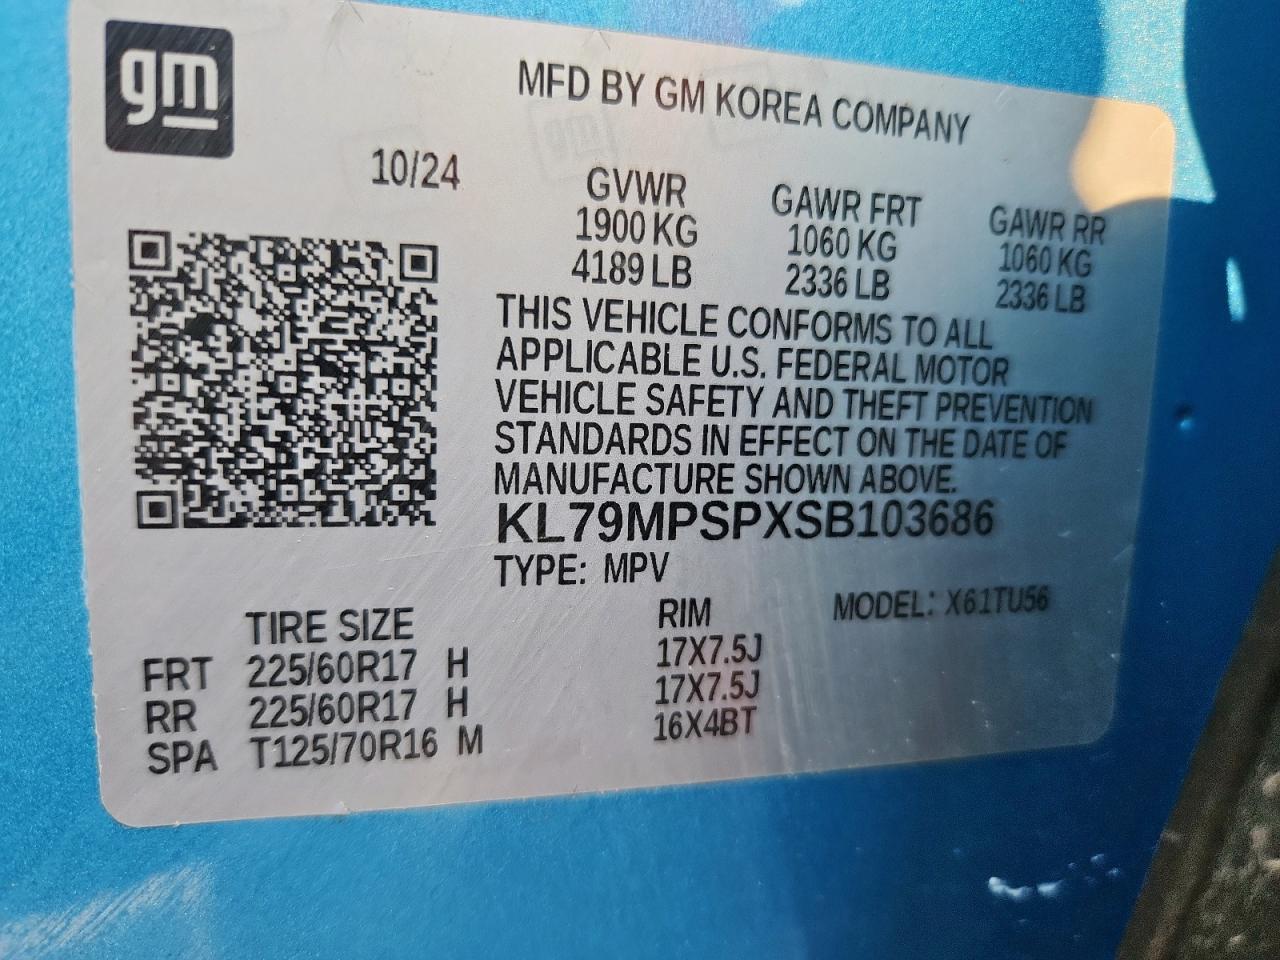 gm
MFD BY GM KOREA COMPANY
10/24
GVWR GAWR FRT GAWR RR
1900 KG 1060 KG 1060 KG
4189 LB 2336 LB 2336 LB
THIS VEHICLE CONFORMS TO ALL
APPLICABLE U.S. FEDERAL MOTOR
VEHICLE SAFETY AND THEFT PREVENTION
STANDARDS IN EFFECT ON THE DATE OF
MANUFACTURE SHOWN ABOVE.
KL79MPSPXSB103686
TYPE: MPV
TIRE SIZE RIM MODEL: X61TU56
FRT 225/60R17 H 17X7.5J
RR 225/60R17 H 17X7.5J
SPA T125/70R16 M 16X4BT